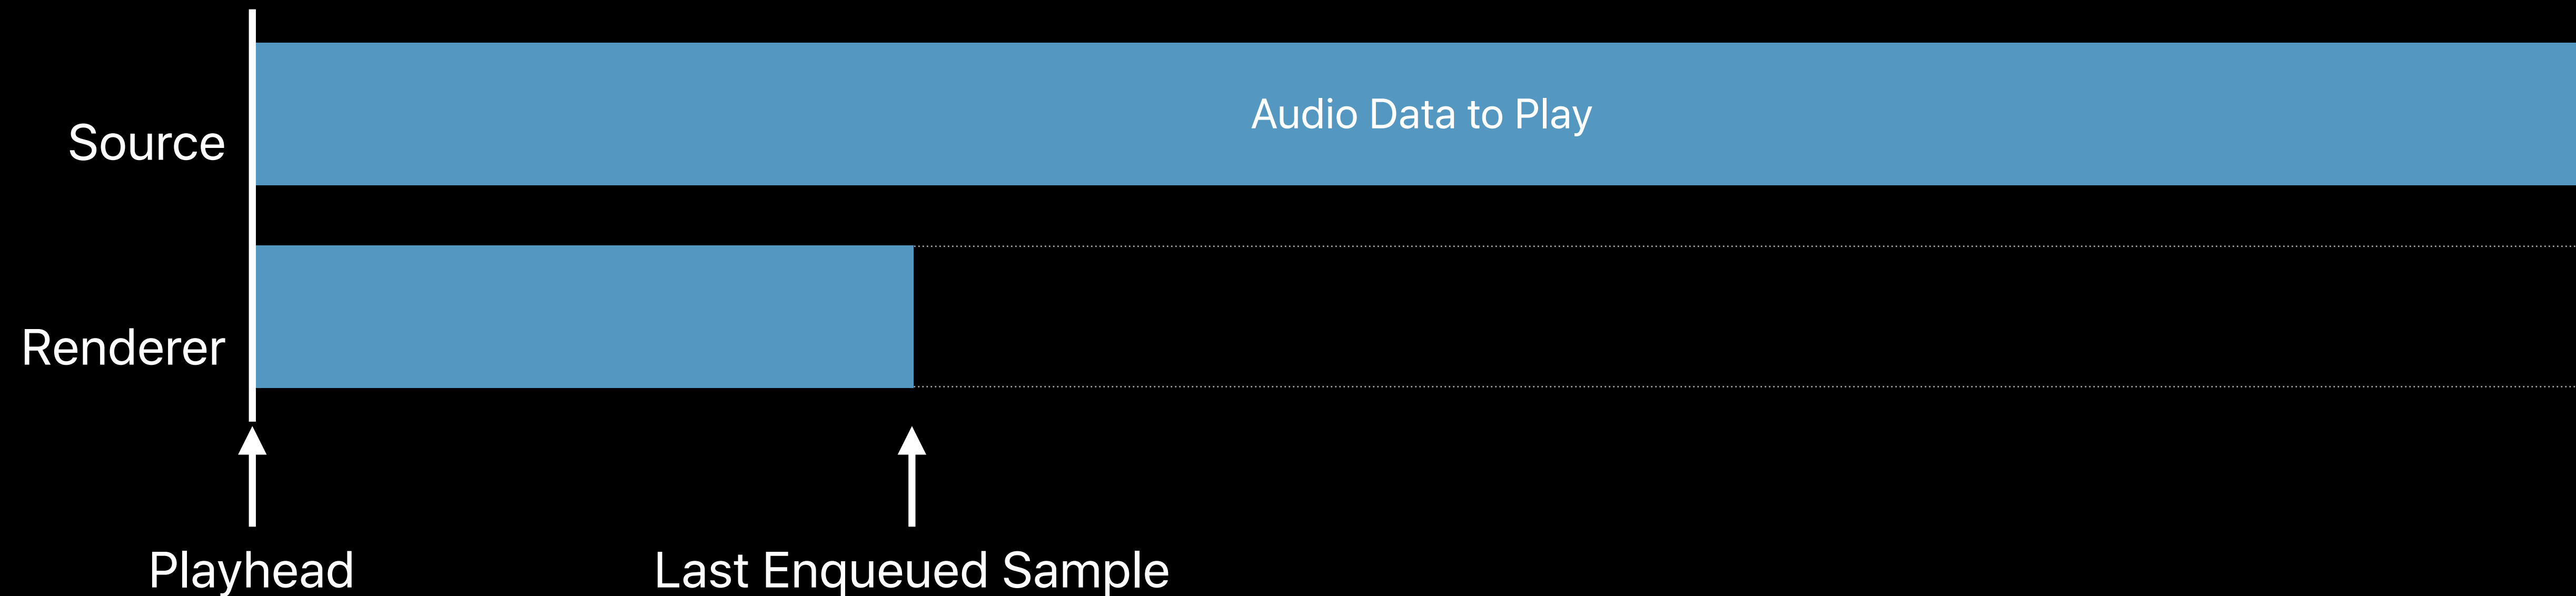 Audio Data to Play
Source
Renderer
Playhead
Last Enqueued Sample